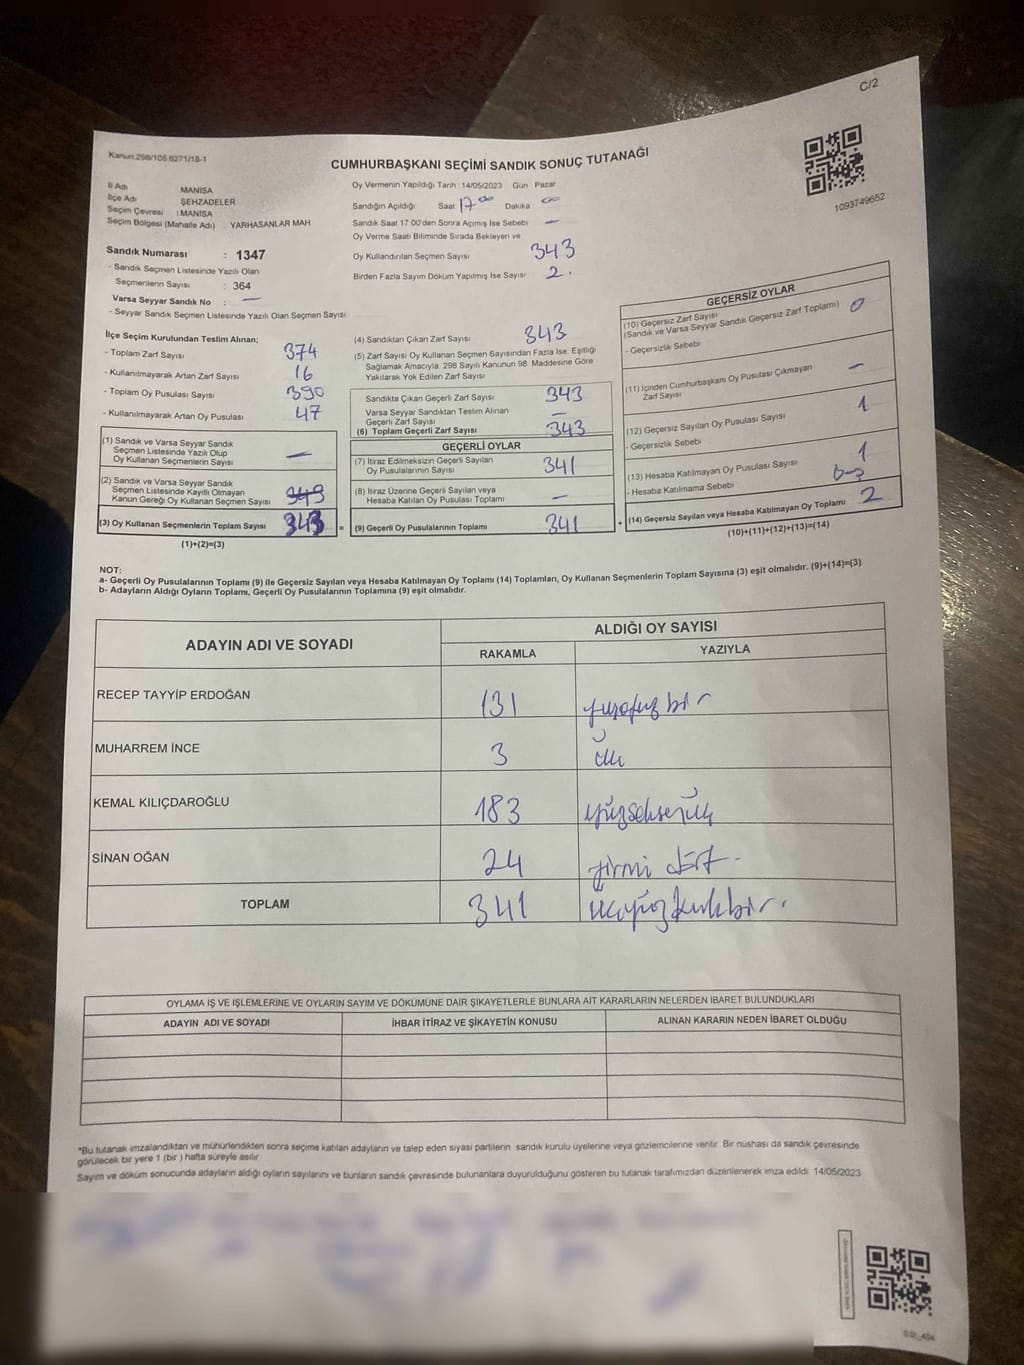 C/2
Kanun:298/105;6271/18-1
CUMHURBAŞKANI SEÇİMİ SANDIK SONUÇ TUTANAĞI
1093749652
İl Adı MANİSA
İlçe Adı ŞEHZADELER
Seçim Çevresi : MANİSA
Seçim Bölgesi (Mahalle Adı) : YARHASANLAR MAH
Sandık Numarası : 1347
- Sandık Seçmen Listesinde Yazılı Olan
Seçmenlerin Sayısı : 364
Varsa Seyyar Sandık No : —
- Seyyar Sandık Seçmen Listesinde Yazılı Olan Seçmen Sayısı
Oy Vermenin Yapıldığı Tarih :14/05/2023 Gün : Pazar
Sandığın Açıldığı Saat 17 00 Dakika 00
Sandık Saat 17:00'den Sonra Açılmış İse Sebebi —
Oy Verme Saati Bitiminde Sırada Bekleyen ve
Oy Kullandırılan Seçmen Sayısı 343
Birden Fazla Sayım Döküm Yapılmış İse Sayısı 2.
İlçe Seçim Kurulundan Teslim Alınan;
- Toplam Zarf Sayısı 374
- Kullanılmayarak Artan Zarf Sayısı 16
- Toplam Oy Pusulası Sayısı 390
- Kullanılmayarak Artan Oy Pusulası 47
(1) Sandık ve Varsa Seyyar Sandık
Seçmen Listesinde Yazılı Olup
Oy Kullanan Seçmenlerin Sayısı —
(2) Sandık ve Varsa Seyyar Sandık
Seçmen Listesinde Kayıtlı Olmayan
Kanun Gereği Oy Kullanan Seçmen Sayısı 343
(3) Oy Kullanan Seçmenlerin Toplam Sayısı 343 =
(1)+(2)=(3)
(4) Sandıktan Çıkan Zarf Sayısı 343
(5) Zarf Sayısı Oy Kullanan Seçmen Sayısından Fazla İse, Eşitliği
Sağlamak Amacıyla, 298 Sayılı Kanunun 98. Maddesine Göre
Yakılarak Yok Edilen Zarf Sayısı
Sandıkta Çıkan Geçerli Zarf Sayısı 343
Varsa Seyyar Sandıktan Teslim Alınan
Geçerli Zarf Sayısı —
(6) Toplam Geçerli Zarf Sayısı 343
GEÇERLİ OYLAR
(7) İtiraz Edilmeksizin Geçerli Sayılan
Oy Pusulalarının Sayısı 341
(8) İtiraz Üzerine Geçerli Sayılan veya
Hesaba Katılan Oy Pusulası Toplamı —
(9) Geçerli Oy Pusulalarının Toplamı 341 +
GEÇERSİZ OYLAR
(10) Geçersiz Zarf Sayısı
(Sandık ve Varsa Seyyar Sandık Geçersiz Zarf Toplamı) 0
- Geçersizlik Sebebi
(11) İçinden Cumhurbaşkanı Oy Pusulası Çıkmayan
Zarf Sayısı —
(12) Geçersiz Sayılan Oy Pusulası Sayısı 1
- Geçersizlik Sebebi
(13) Hesaba Katılmayan Oy Pusulası Sayısı 1
- Hesaba Katılmama Sebebi
(14) Geçersiz Sayılan veya Hesaba Katılmayan Oy Toplamı 2
(10)+(11)+(12)+(13)=(14)
NOT:
a- Geçerli Oy Pusulalarının Toplamı (9) ile Geçersiz Sayılan veya Hesaba Katılmayan Oy Toplamı (14) Toplamları, Oy Kullanan Seçmenlerin Toplam Sayısına (3) eşit olmalıdır. (9)+(14)=(3)
b- Adayların Aldığı Oyların Toplamı, Geçerli Oy Pusulalarının Toplamına (9) eşit olmalıdır.
ADAYIN ADI VE SOYADI ALDIĞI OY SAYISI
RAKAMLA YAZIYLA
RECEP TAYYİP ERDOĞAN 131 yüzotuz bir
MUHARREM İNCE 3 üç
KEMAL KILIÇDAROĞLU 183 yüzseksenüç
SİNAN OĞAN 24 yirmi dört
TOPLAM 341 üçyüz kırkbir.
OYLAMA İŞ VE İŞLEMLERİNE VE OYLARIN SAYIM VE DÖKÜMÜNE DAİR ŞİKAYETLERLE BUNLARA AİT KARARLARIN NELERDEN İBARET BULUNDUKLARI
ADAYIN ADI VE SOYADI İHBAR İTİRAZ VE ŞİKAYETİN KONUSU ALINAN KARARIN NEDEN İBARET OLDUĞU
*Bu tutanak imzalandıktan ve mühürlendikten sonra seçime katılan adayların ve talep eden siyasi partilerin sandık kurulu üyelerine veya gözlemcilerine verilir. Bir nüshası da sandık çevresinde
görülecek bir yere 1 (bir ) hafta süreyle asılır.
Sayım ve döküm sonucunda adayların aldığı oyların sayılarını ve bunların sandık çevresinde bulunanlara duyurulduğunu gösteren bu tutanak tarafımızdan düzenlenerek imza edildi. 14/05/2023